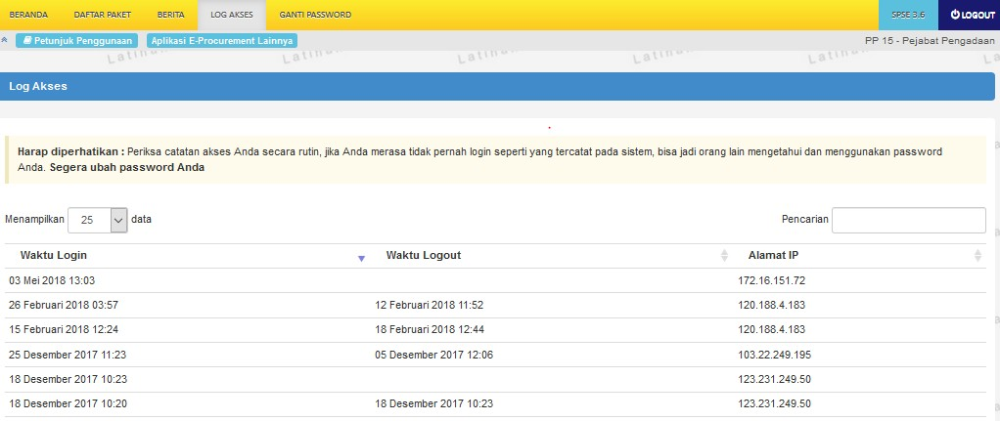 BERANDA DAFTAR PAKET BERITA LOG AKSES GANTI PASSWORD SPSE 3.6 LOGOUT
Petunjuk Penggunaan Aplikasi E-Procurement Lainnya PP 15 - Pejabat Pengadaan
Log Akses
Harap diperhatikan : Periksa catatan akses Anda secara rutin, jika Anda merasa tidak pernah login seperti yang tercatat pada sistem, bisa jadi orang lain mengetahui dan menggunakan password
Anda. Segera ubah password Anda
Menampilkan 25 data Pencarian
Waktu Login Waktu Logout Alamat IP
03 Mei 2018 13:03 172.16.151.72
26 Februari 2018 03:57 12 Februari 2018 11:52 120.188.4.183
15 Februari 2018 12:24 18 Februari 2018 12:44 120.188.4.183
25 Desember 2017 11:23 05 Desember 2017 12:06 103.22.249.195
18 Desember 2017 10:23 123.231.249.50
18 Desember 2017 10:20 18 Desember 2017 10:23 123.231.249.50